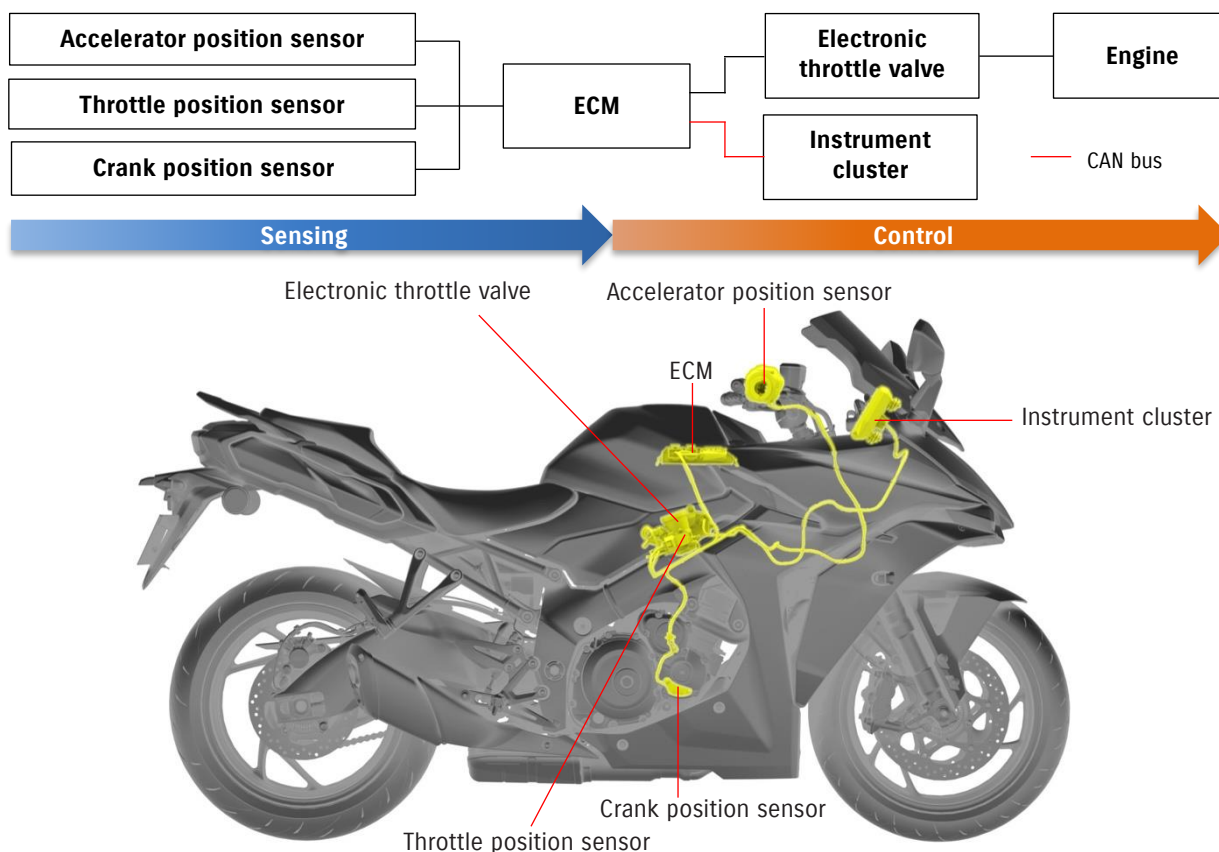 Accelerator position sensor
Throttle position sensor
Crank position sensor
ECM
Electronic
throttle valve
Engine
Instrument
cluster
CAN bus
Sensing
Control
Electronic throttle valve
Accelerator position sensor
ECM
Instrument cluster
Crank position sensor
Throttle position sensor